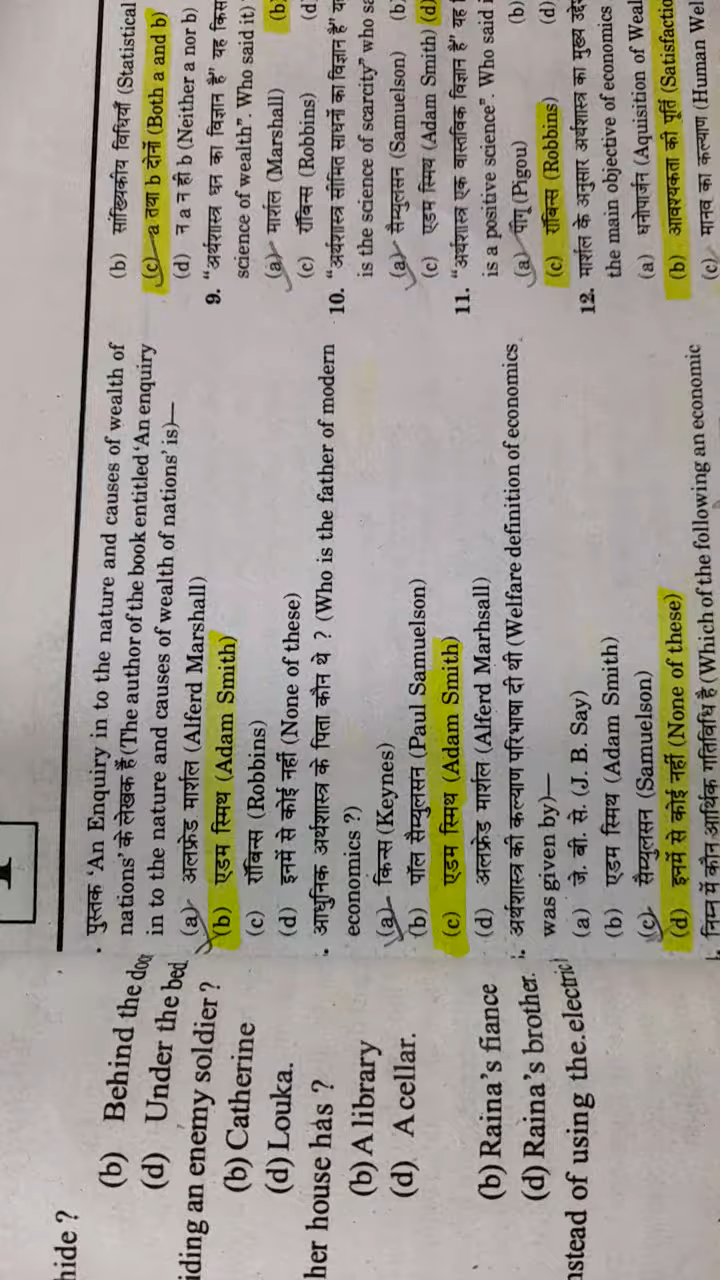 hide ?
(b) Behind the
(d) Under the bed
iding an enemy soldier ?
(b) Catherine
(d) Louka.
her house has ?
(b) A library
(d) A cellar.
(b) Raina's fiance
(d) Raina's brother.
nstead of using the electric
पुस्तक 'An Enquiry in to the nature and causes of wealth of
nations' के लेखक हैं (The author of the book entitled 'An enquiry
in to the nature and causes of wealth of nations' is)—
(a) अलफ्रेड मार्शल (Alferd Marshall)
(b) एडम स्मिथ (Adam Smith)
(c) रॉबिन्स (Robbins)
(d) इनमें से कोई नहीं (None of these)
आधुनिक अर्थशास्त्र के पिता कौन थे ? (Who is the father of modern
economics ?)
(a) किन्स (Keynes)
(b) पॉल सैम्युलसन (Paul Samuelson)
(c) एडम स्मिथ (Adam Smith)
(d) अलफ्रेड मार्शल (Alferd Marhsall)
अर्थशास्त्र की कल्याण परिभाषा दी थी (Welfare definition of economics
was given by)—
(a) जे. बी. से. (J. B. Say)
(b) एडम स्मिथ (Adam Smith)
(c) सैम्युलसन (Samuelson)
(d) इनमें से कोई नहीं (None of these)
निम्न में कौन आर्थिक गतिविधि है (Which of the following an economic
(b) सांख्यिकीय विधियाँ (Statistical
(c) a तथा b दोनों (Both a and b)
(d) न a न ही b (Neither a nor b)
9. "अर्थशास्त्र धन का विज्ञान है" यह किस
science of wealth". Who said it)
(a) मार्शल (Marshall) (b)
(c) रॉबिन्स (Robbins) (d)
10. "अर्थशास्त्र सीमित साधनों का विज्ञान है"
is the science of scarcity" who
(a) सैम्युलसन (Samuelson) (b)
(c) एडम स्मिथ (Adam Smith) (d)
11. "अर्थशास्त्र एक वास्तविक विज्ञान है" यह
is a positive science". Who said
(a) पीगू (Pigou) (b)
(c) रॉबिन्स (Robbins) (d)
12. मार्शल के अनुसार अर्थशास्त्र का मुख्य
the main objective of economics
(a) धनोपार्जन (Aquisition of Weal
(b) आवश्यकता की पूर्ति (Satisfactio
(c) मानव का कल्याण (Human Wel